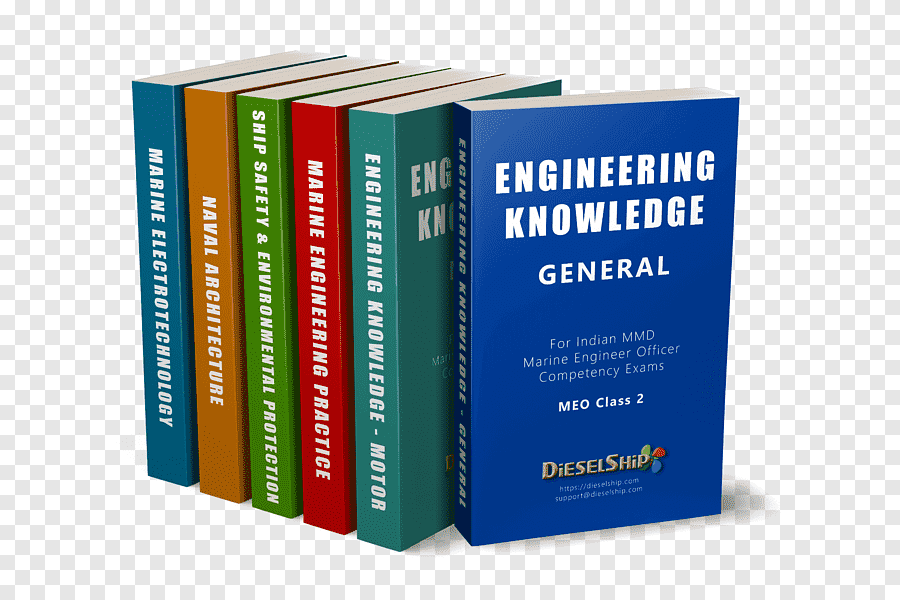 MARINE ELECTROTECHNOLOGY
NAVAL ARCHITECTURE
SHIP SAFETY & ENVIRONMENTAL PROTECTION
MARINE ENGINEERING PRACTICE
ENGINEERING KNOWLEDGE - MOTOR
ENGINEERING KNOWLEDGE - GENERAL
ENGINEERING
KNOWLEDGE
GENERAL
For Indian MMD
Marine Engineer Officer
Competency Exams
MEO Class 2
DIESELSHIP
https://dieselship.com
support@dieselship.com